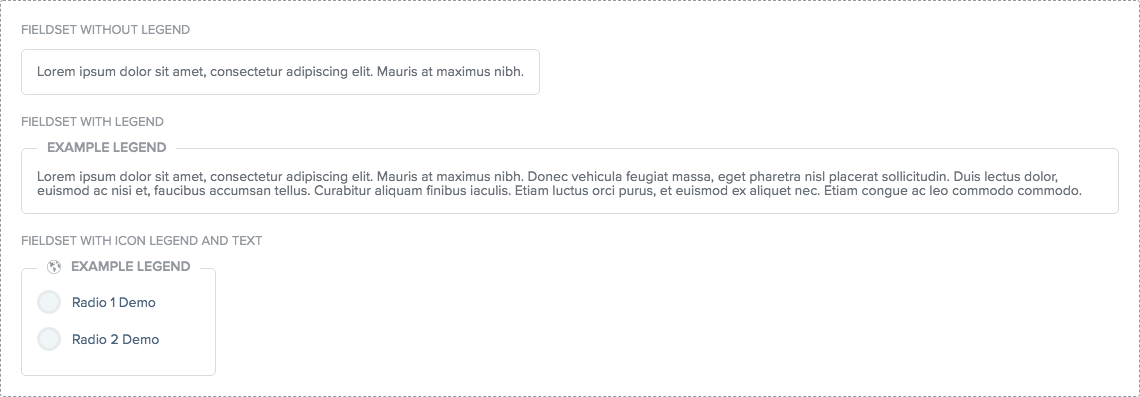 FIELDSET WITHOUT LEGEND
Lorem ipsum dolor sit amet, consectetur adipiscing elit. Mauris at maximus nibh.
FIELDSET WITH LEGEND
EXAMPLE LEGEND
Lorem ipsum dolor sit amet, consectetur adipiscing elit. Mauris at maximus nibh. Donec vehicula feugiat massa, eget pharetra nisl placerat sollicitudin. Duis lectus dolor,
euismod ac nisi et, faucibus accumsan tellus. Curabitur aliquam finibus iaculis. Etiam luctus orci purus, et euismod ex aliquet nec. Etiam congue ac leo commodo commodo.
FIELDSET WITH ICON LEGEND AND TEXT
EXAMPLE LEGEND
Radio 1 Demo
Radio 2 Demo